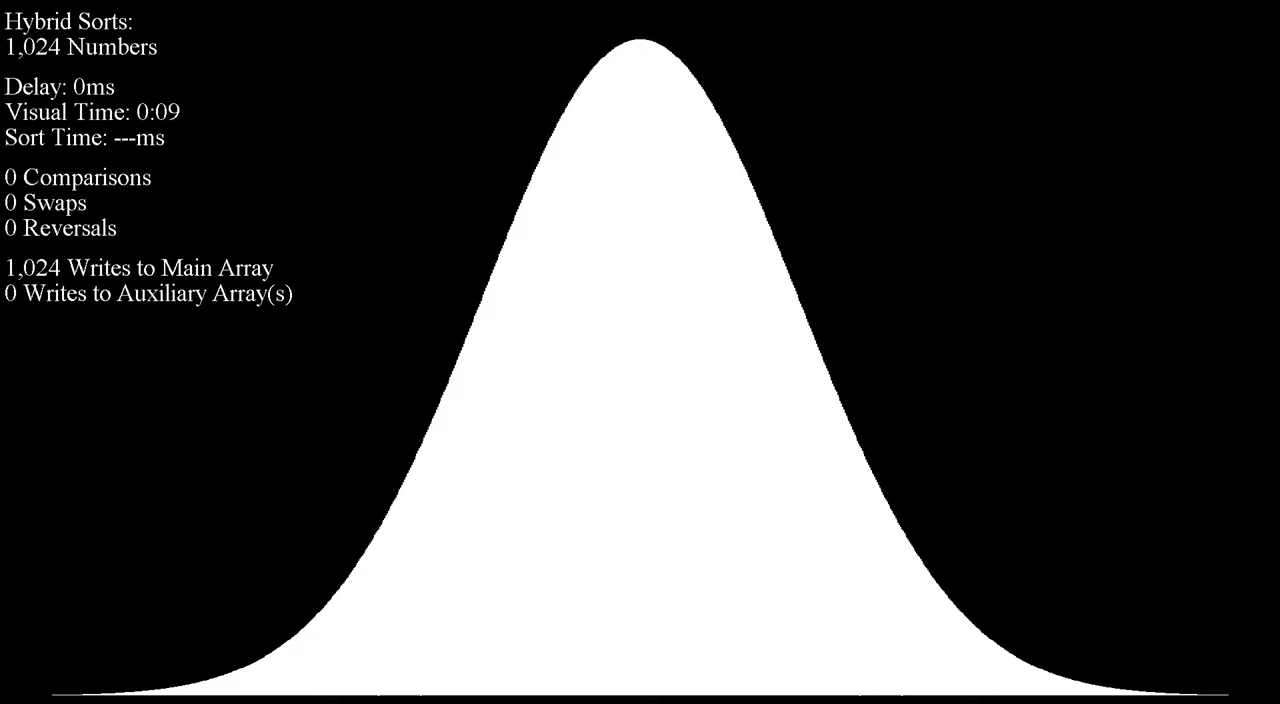 Hybrid Sorts:
1,024 Numbers
Delay: 0ms
Visual Time: 0:09
Sort Time: ---ms
0 Comparisons
0 Swaps
0 Reversals
1,024 Writes to Main Array
0 Writes to Auxiliary Array(s)